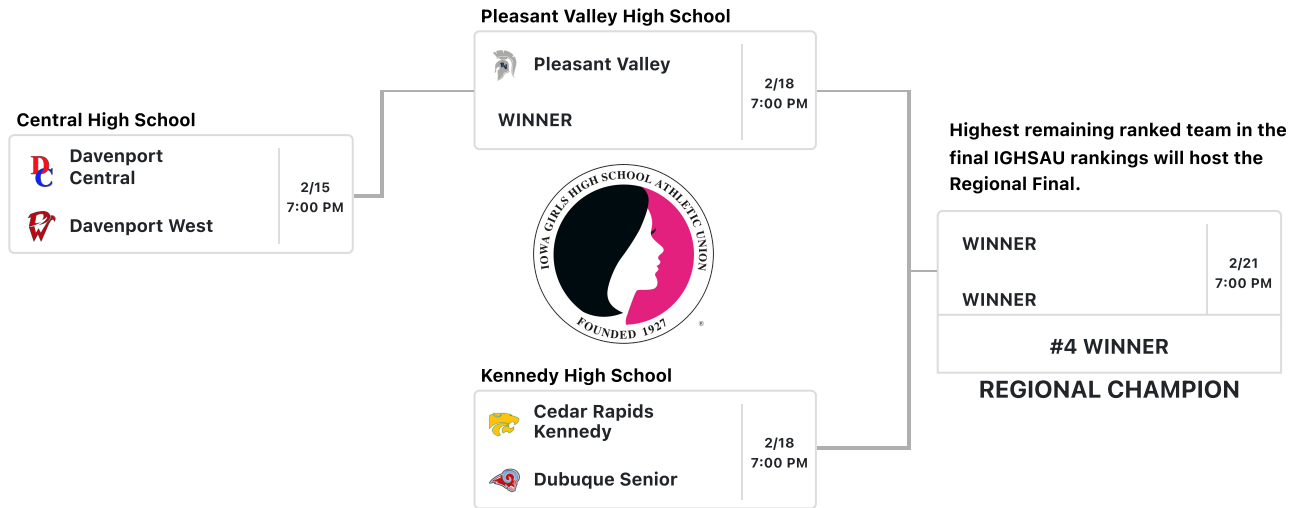 Pleasant Valley High School
Pleasant Valley
WINNER
2/18
7:00 PM
Central High School
Davenport
Central
Davenport West
2/15
7:00 PM
IOWA GIRLS HIGH SCHOOL ATHLETIC UNION
FOUNDED 1927
®
Kennedy High School
Cedar Rapids
Kennedy
Dubuque Senior
2/18
7:00 PM
Highest remaining ranked team in the
final IGHSAU rankings will host the
Regional Final.
WINNER
WINNER
2/21
7:00 PM
#4 WINNER
REGIONAL CHAMPION